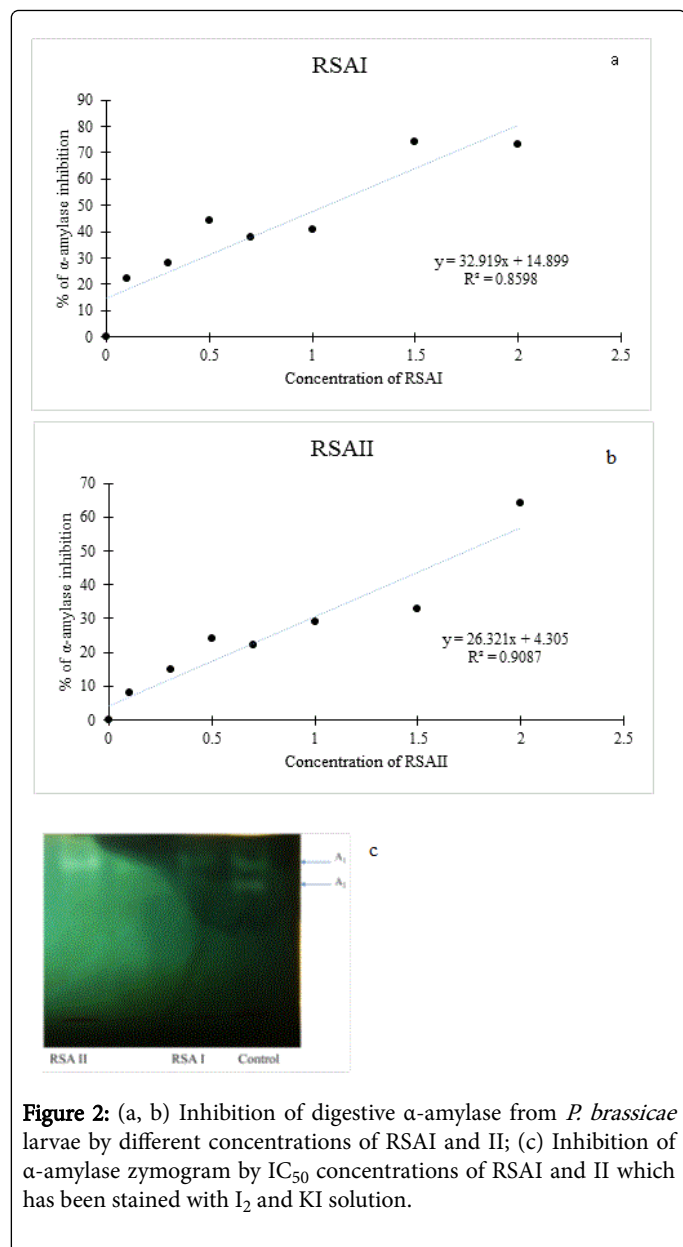 RSAI
a
% of α-amylase inhibition
90
80
70
60
50
40
30
20
10
0
y = 32.919x + 14.899
R² = 0.8598
0 0.5 1 1.5 2 2.5
Concentration of RSAI
RSAII
b
% of α-amylase inhibition
70
60
50
40
30
20
10
0
y = 26.321x + 4.305
R² = 0.9087
0 0.5 1 1.5 2 2.5
Concentration of RSAII
c
A₁
A₂
RSA II RSA I Control
Figure 2: (a, b) Inhibition of digestive α-amylase from P. brassicae
larvae by different concentrations of RSAI and II; (c) Inhibition of
α-amylase zymogram by IC₅₀ concentrations of RSAI and II which
has been stained with I₂ and KI solution.